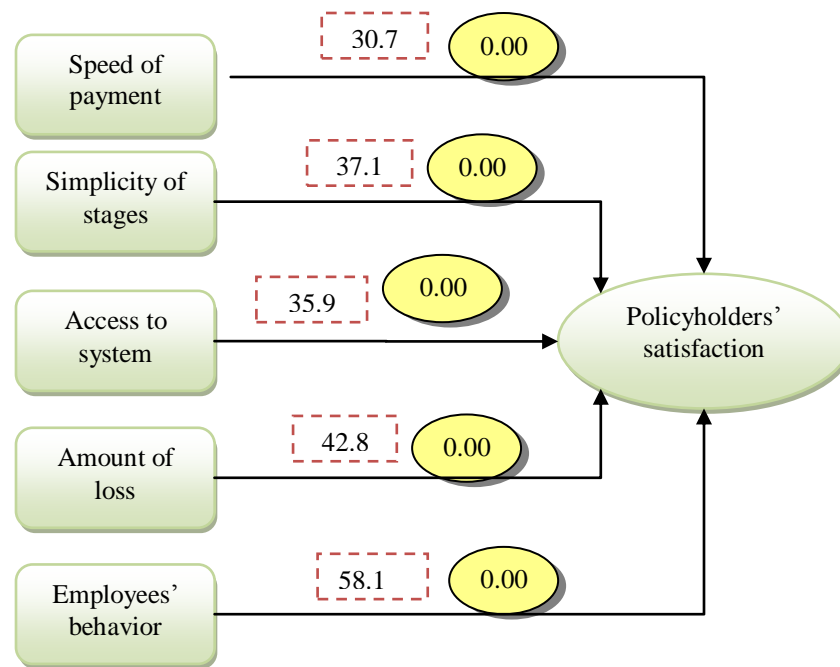 30.7
0.00
Speed of
payment
37.1
0.00
Simplicity of
stages
35.9
0.00
Access to
system
Policyholders’
satisfaction
42.8
0.00
Amount of
loss
58.1
0.00
Employees’
behavior